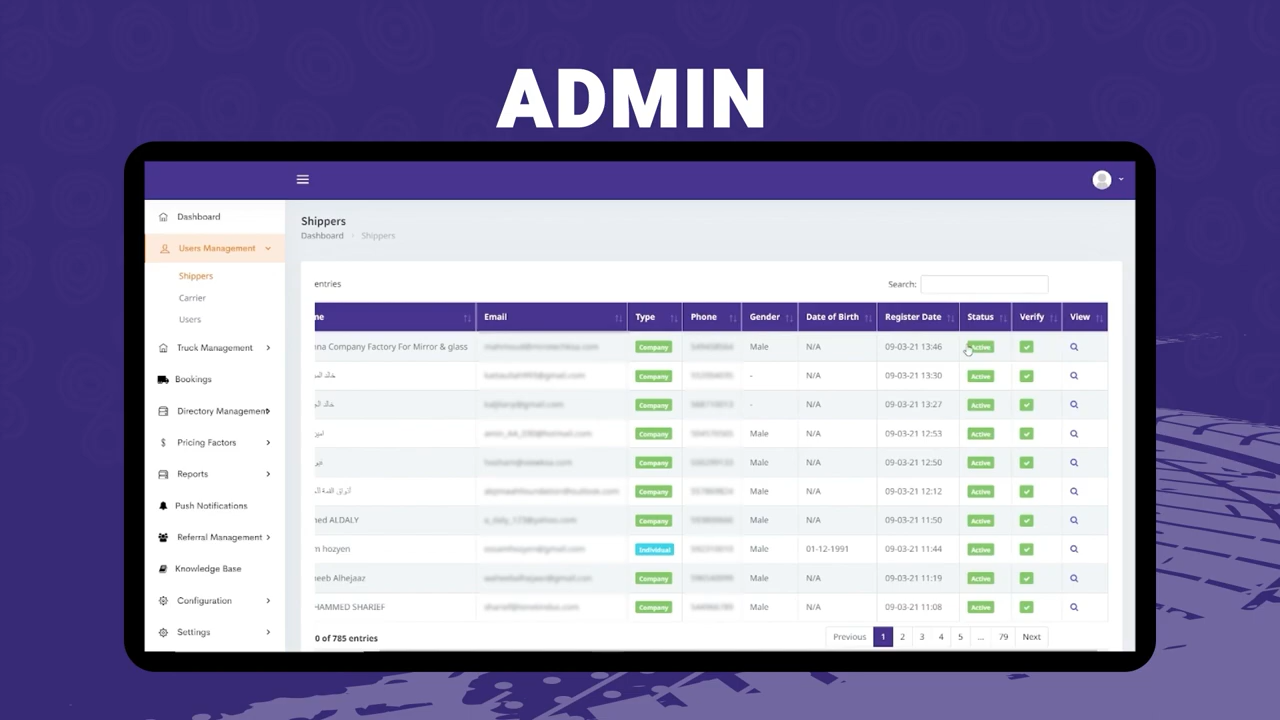 ADMIN
Dashboard
Users Management
Shippers
Carrier
Users
Truck Management
Bookings
Directory Management
Pricing Factors
Reports
Push Notifications
Referral Management
Knowledge Base
Configuration
Settings
Shippers
Dashboard > Shippers
entries Search:
ne Email Type Phone Gender Date of Birth Register Date Status Verify View
nna Company Factory For Mirror & glass Company Male N/A 09-03-21 13:46 Active
خالد Company - N/A 09-03-21 13:30 Active
خالد Company - N/A 09-03-21 13:27 Active
Company Male N/A 09-03-21 12:53 Active
Company Male N/A 09-03-21 12:50 Active
Company Male N/A 09-03-21 12:12 Active
ned ALDALY Company Male N/A 09-03-21 11:50 Active
m hozyen Individual Male 01-12-1991 09-03-21 11:44 Active
neeb Alhejaaz Company Male N/A 09-03-21 11:19 Active
HAMMED SHARIEF Company Male N/A 09-03-21 11:08 Active
0 of 785 entries Previous 1 2 3 4 5 ... 79 Next